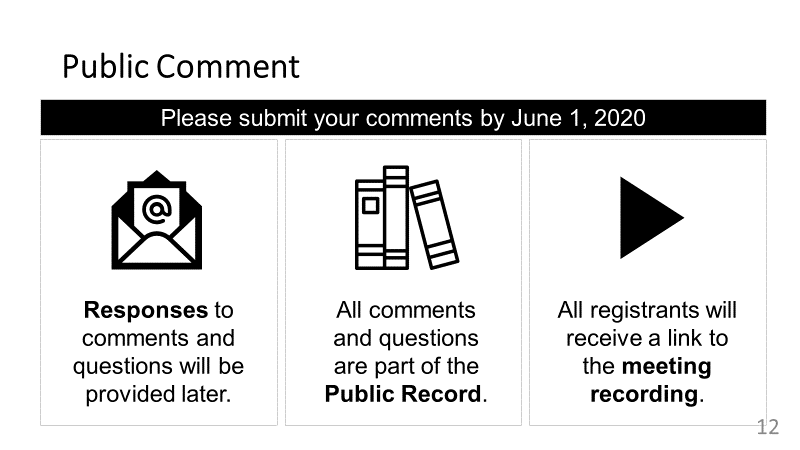 Public Comment
Please submit your comments by June 1, 2020
@
Responses to
comments and
questions will be
provided later.
All comments
and questions
are part of the
Public Record.
All registrants will
receive a link to
the meeting
recording.
12